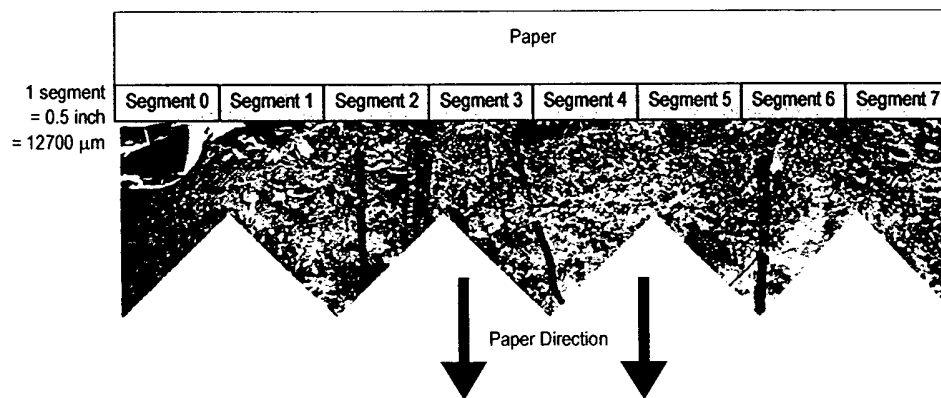 Paper
1 segment
= 0.5 inch
= 12700 µm
Segment 0 Segment 1 Segment 2 Segment 3 Segment 4 Segment 5 Segment 6 Segment 7
Paper Direction